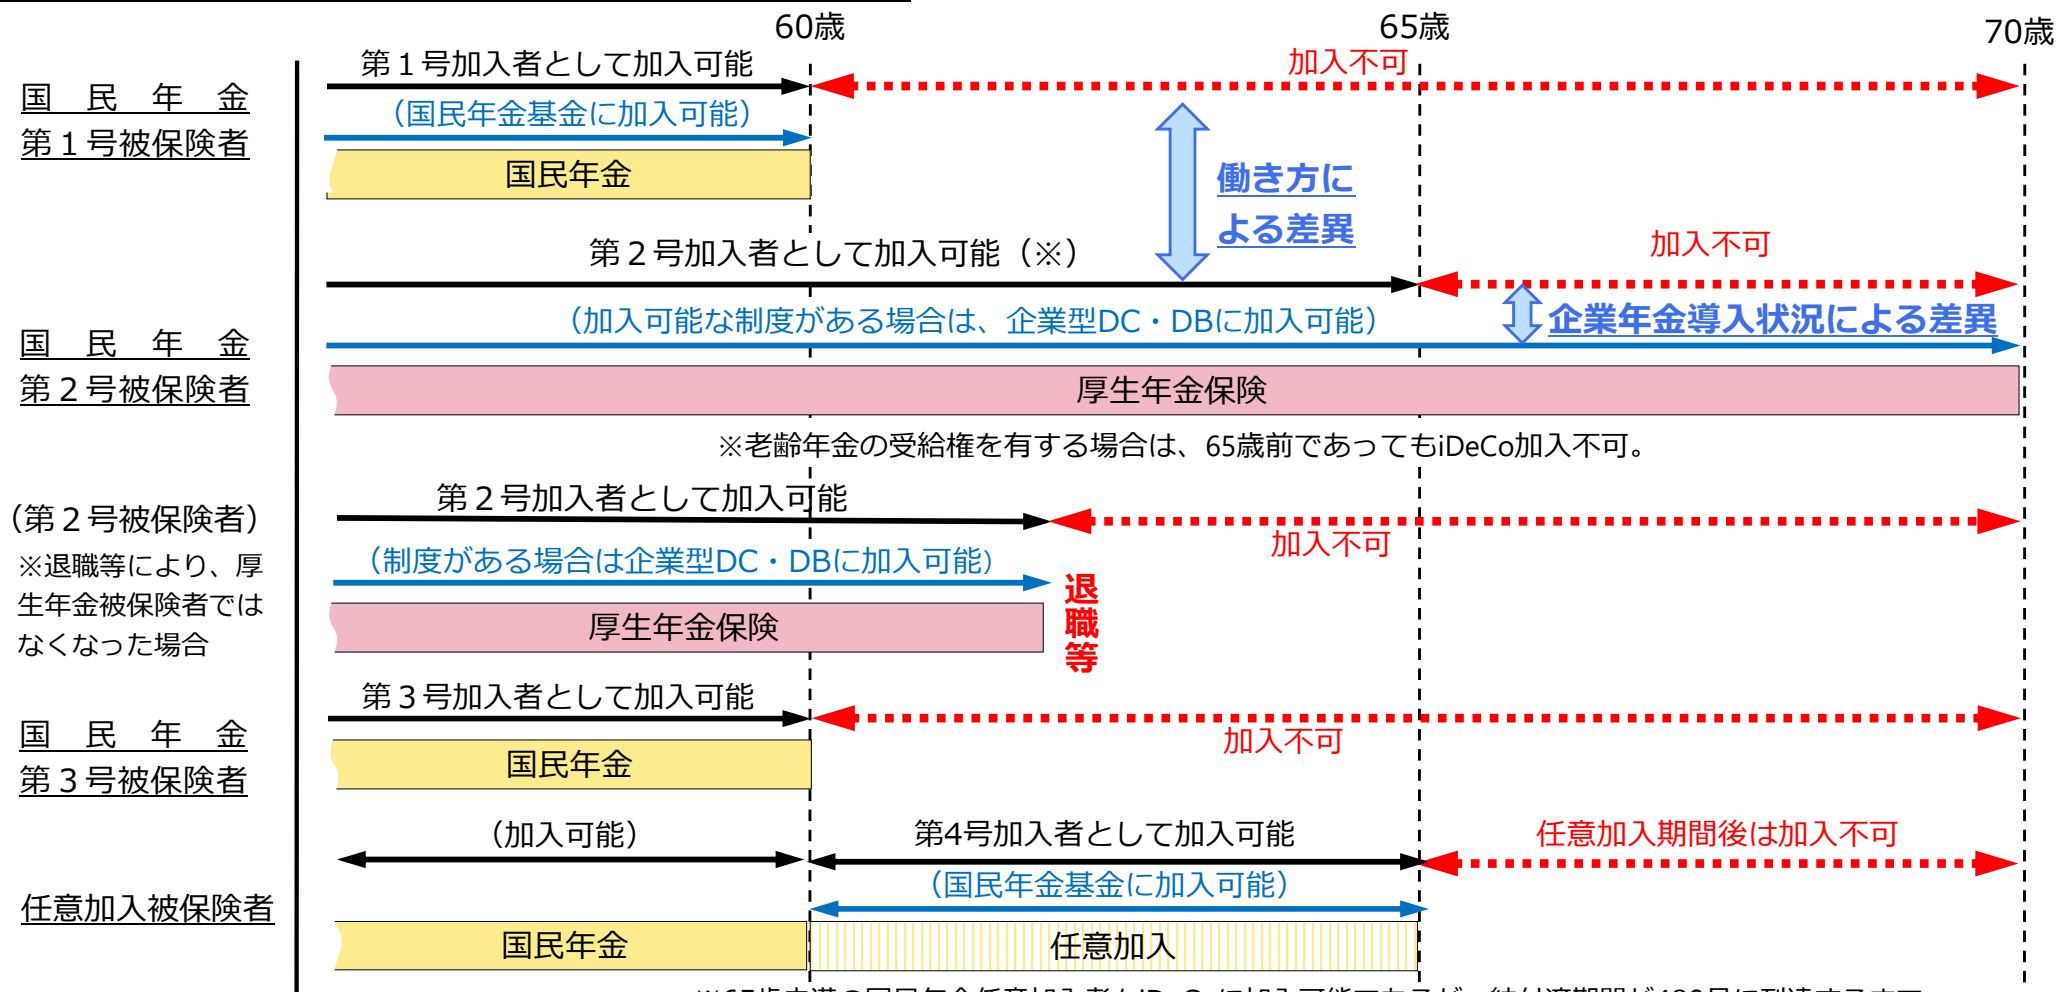 60歳
65歳
70歳
国 民 年 金
第１号被保険者
第１号加入者として加入可能
加入不可
（国民年金基金に加入可能）
国民年金
働き方に
よる差異
国 民 年 金
第２号被保険者
第２号加入者として加入可能（※）
加入不可
（加入可能な制度がある場合は、企業型DC・DBに加入可能）
企業年金導入状況による差異
厚生年金保険
※老齢年金の受給権を有する場合は、65歳前であってもiDeCo加入不可。
（第２号被保険者）
※退職等により、厚
生年金被保険者では
なくなった場合
第２号加入者として加入可能
加入不可
（制度がある場合は企業型DC・DBに加入可能）
厚生年金保険
退職等
国 民 年 金
第３号被保険者
第３号加入者として加入可能
加入不可
国民年金
任意加入被保険者
（加入可能）
第4号加入者として加入可能
任意加入期間後は加入不可
（国民年金基金に加入可能）
国民年金
任意加入